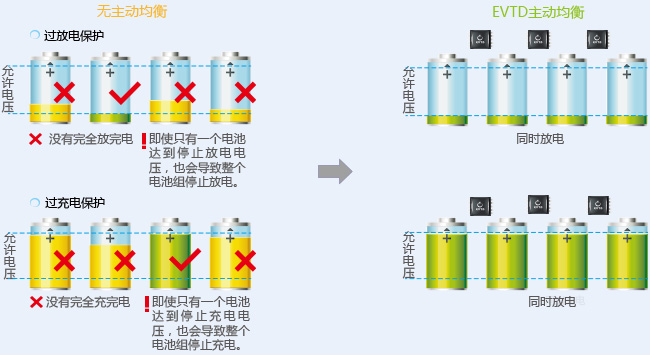 无主动均衡
EVTD主动均衡
过放电保护
允许电压
没有完全放完电
即使只有一个电池
达到停止放电电
压，也会导致整个
电池组停止放电。
允许电压
同时放电
过充电保护
允许电压
没有完全充完电
即使只有一个电池
达到停止充电电
压，也会导致整个
电池组停止充电。
允许电压
同时放电